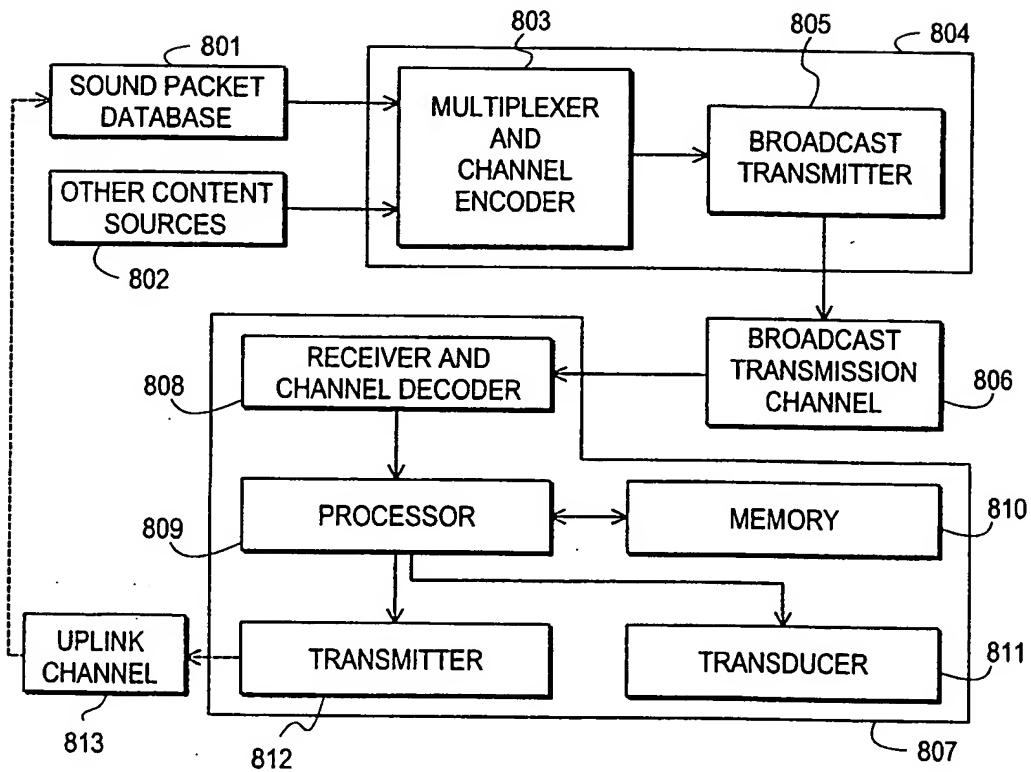 801
803
805
804
SOUND PACKET
DATABASE
MULTIPLEXER
AND
CHANNEL
ENCODER
BROADCAST
TRANSMITTER
OTHER CONTENT
SOURCES
802
RECEIVER AND
CHANNEL DECODER
808
BROADCAST
TRANSMISSION
CHANNEL
806
PROCESSOR
809
MEMORY
810
UPLINK
CHANNEL
813
TRANSMITTER
812
TRANSDUCER
811
807